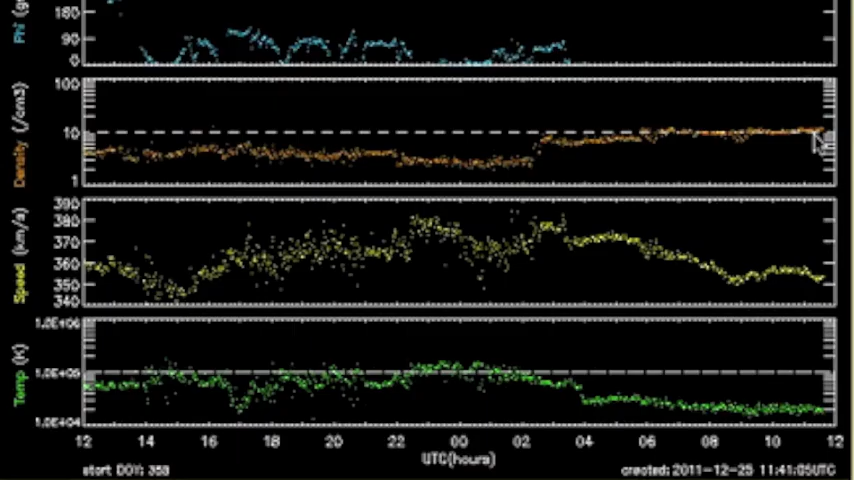 180
Phi
90
0
100
Density (/cm3)
10
1
390
380
Speed (km/s)
370
360
350
340
1.0E+06
Temp (K)
1.0E+05
1.0E+04
12 14 16 18 20 22 00 02 04 06 08 10 12
UTC(hours)
start DOY: 358 created: 2011-12-25 11:41:05UTC